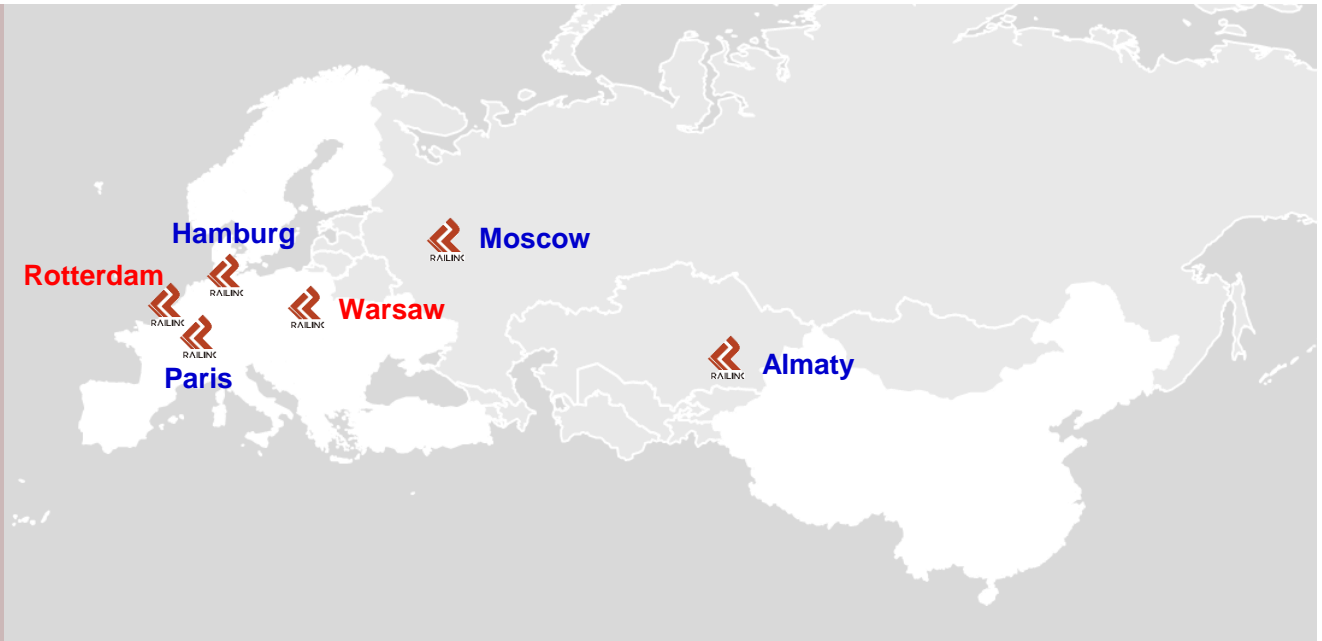 Hamburg
Moscow
RAILINC
Rotterdam
RAILINC
Warsaw
RAILINC
RAILINC
RAILINC
Paris
Almaty
RAILINC